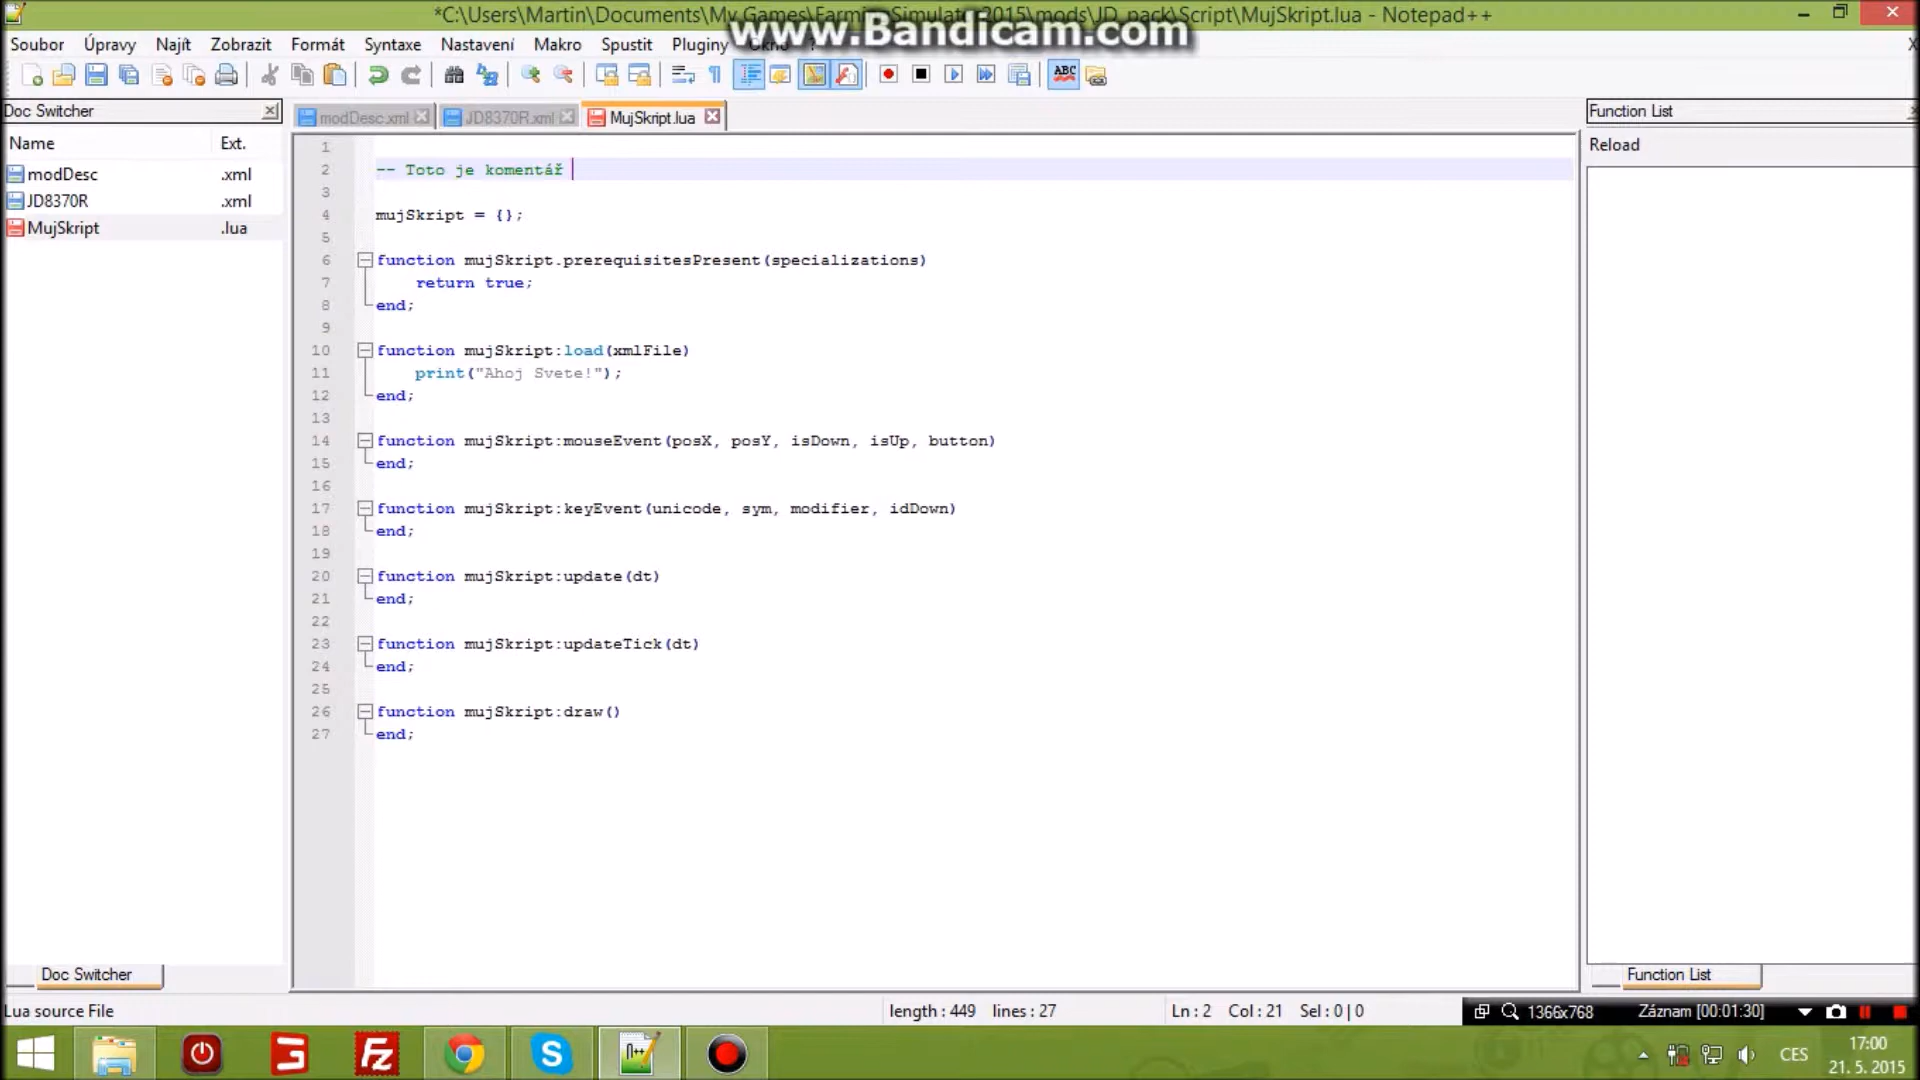 *C:\Users\Martin\Documents\My Games\Farming Simulator 2015\mods\JD_pack\Script\MujSkript.lua - Notepad++
www.Bandicam.com
Soubor Úpravy Najít Zobrazit Formát Syntaxe Nastavení Makro Spustit Pluginy Okno ?
X
ABC
Doc Switcher
modDesc.xml JD8370R.xml MujSkript.lua
Function List
Name Ext.
Reload
modDesc .xml
JD8370R .xml
MujSkript .lua
1
2 -- Toto je komentář
3
4 mujSkript = {};
5
6 function mujSkript.prerequisitesPresent(specializations)
7 return true;
8 end;
9
10 function mujSkript:load(xmlFile)
11 print("Ahoj Svete!");
12 end;
13
14 function mujSkript:mouseEvent(posX, posY, isDown, isUp, button)
15 end;
16
17 function mujSkript:keyEvent(unicode, sym, modifier, idDown)
18 end;
19
20 function mujSkript:update(dt)
21 end;
22
23 function mujSkript:updateTick(dt)
24 end;
25
26 function mujSkript:draw()
27 end;
Doc Switcher
Function List
Lua source File length : 449 lines : 27 Ln : 2 Col : 21 Sel : 0 | 0
1366x768 Záznam [00:01:30]
CES
17:00
21. 5. 2015